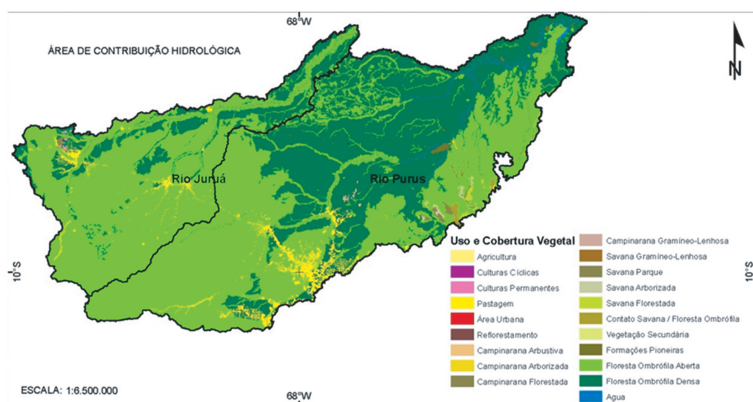 68°W
ÁREA DE CONTRIBUIÇÃO HIDROLÓGICA
N
Rio Juruá
Rio Purus
10°S
10°S
Uso e Cobertura Vegetal
Agricultura
Culturas Cíclicas
Culturas Permanentes
Pastagem
Área Urbana
Reflorestamento
Campinarana Arbustiva
Campinarana Arborizada
Campinarana Florestada
Campinarana Gramíneo-Lenhosa
Savana Gramíneo-Lenhosa
Savana Parque
Savana Arborizada
Savana Florestada
Contato Savana / Floresta Ombrófila
Vegetação Secundária
Formações Pioneiras
Floresta Ombrófila Aberta
Floresta Ombrófila Densa
Agua
ESCALA: 1:6.500.000
68°W